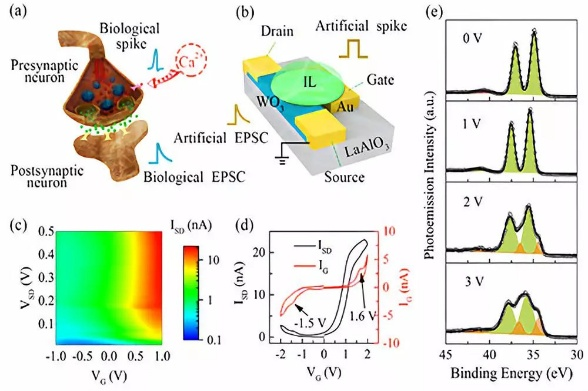 (a)
Biological
spike
Presynaptic
neuron
Ca2+
Postsynaptic
neuron
Biological EPSC
(b)
Drain
Artificial spike
IL
Gate
WO3
Au
Artificial EPSC
LaAlO3
Source
(c)
ISD (nA)
0.5
0.4
0.3
0.2
0.1
VSD (V)
-1.0 -0.5 0.0 0.5 1.0
VG (V)
10
1
0.10
0.01
(d)
ISD
IG
20
10
0
ISD (nA)
10
5
0
-5
-10
IG (nA)
-1.5 V
1.6 V
-2 -1 0 1 2
VG (V)
(e)
0 V
1 V
2 V
3 V
Photoemission Intensity (a.u.)
45 40 35 30
Binding Energy (eV)